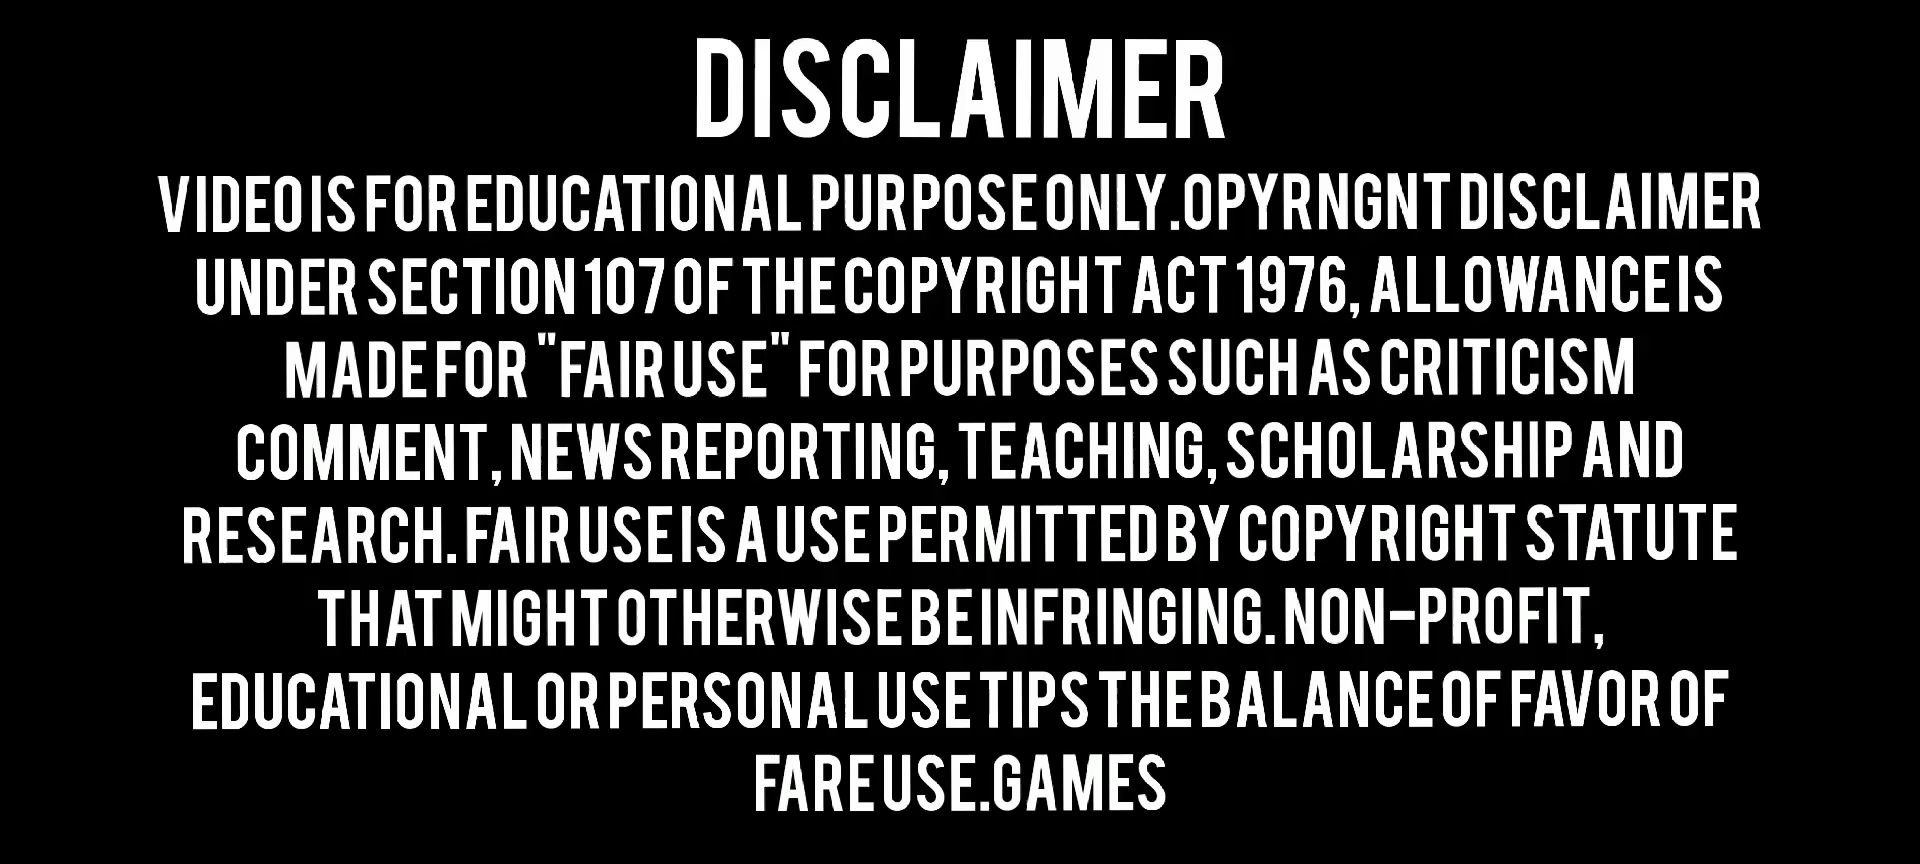 DISCLAIMER
VIDEO IS FOR EDUCATIONAL PURPOSE ONLY.OPYRNGNT DISCLAIMER
UNDER SECTION 107 OF THE COPYRIGHT ACT 1976, ALLOWANCE IS
MADE FOR "FAIR USE" FOR PURPOSES SUCH AS CRITICISM
COMMENT, NEWS REPORTING, TEACHING, SCHOLARSHIP AND
RESEARCH. FAIR USE IS A USE PERMITTED BY COPYRIGHT STATUTE
THAT MIGHT OTHERWISE BE INFRINGING. NON-PROFIT,
EDUCATIONAL OR PERSONAL USE TIPS THE BALANCE OF FAVOR OF
FARE USE.GAMES